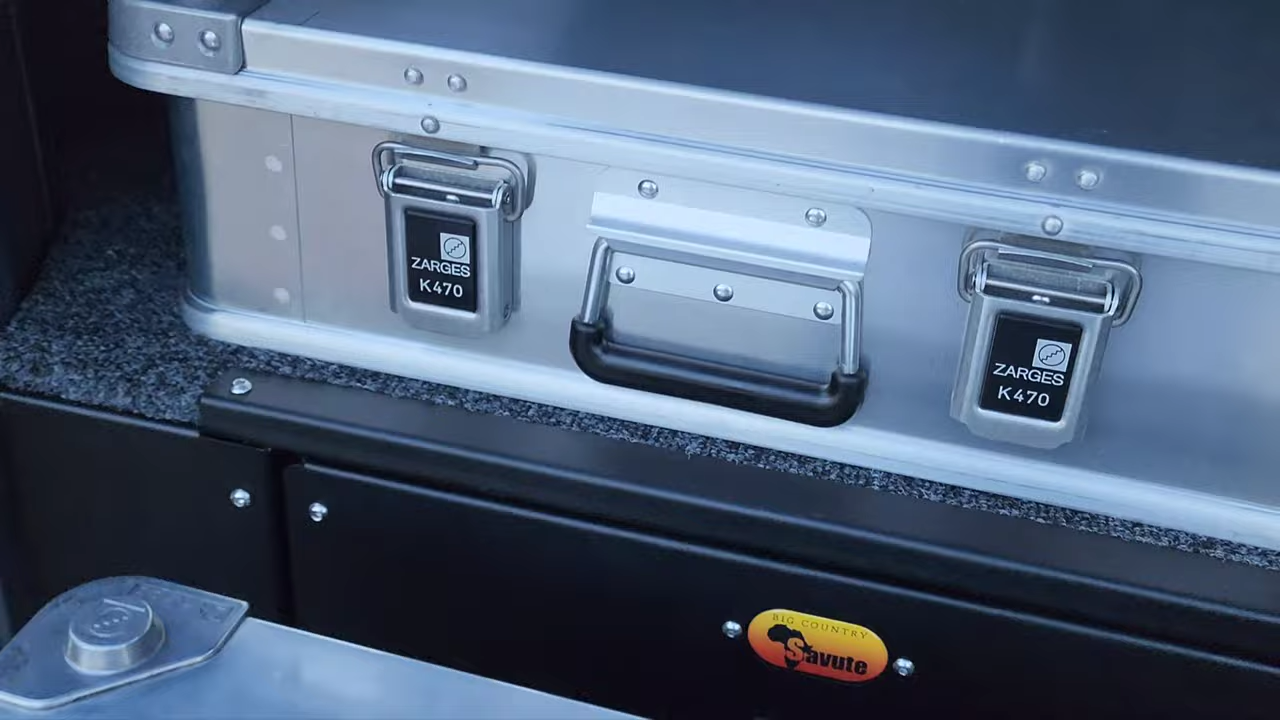 ZARGES
K470
ZARGES
K470
BIG COUNTRY
Savute